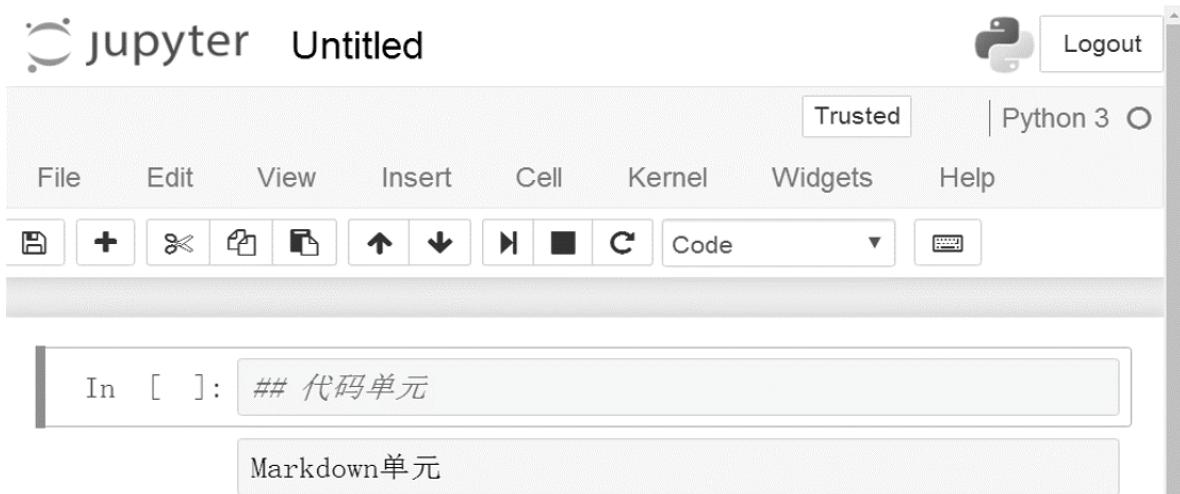 jupyter Untitled Logout
Trusted Python 3
File Edit View Insert Cell Kernel Widgets Help
Code
In [ ]: ## 代码单元
Markdown单元